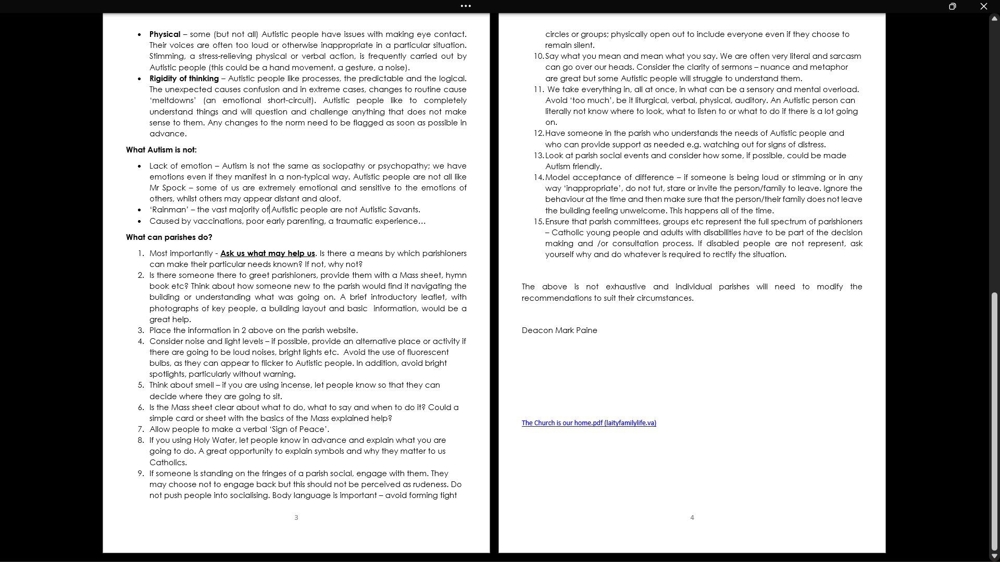 • Physical – some (but not all) Autistic people have issues with making eye contact.
Their voices are often too loud or otherwise inappropriate in a particular situation.
Stimming, a stress-relieving physical or verbal action, is frequently carried out by
Autistic people (this could be a hand movement, a gesture, a noise).
• Rigidity of thinking – Autistic people like processes, the predictable and the logical.
The unexpected causes confusion and in extreme cases, changes to routine cause
‘meltdowns’ (an emotional short-circuit). Autistic people like to completely
understand things and will question and challenge anything that does not make
sense to them. Any changes to the norm need to be flagged as soon as possible in
advance.
What Autism is not:
• Lack of emotion – Autism is not the same as sociopathy or psychopathy; we have
emotions even if they manifest in a non-typical way. Autistic people are not all like
Mr Spock – some of us are extremely emotional and sensitive to the emotions of
others, whilst others may appear distant and aloof.
• ‘Rainman’ – the vast majority of Autistic people are not Autistic Savants.
• Caused by vaccinations, poor early parenting, a traumatic experience…
What can parishes do?
1. Most importantly - Ask us what may help us. Is there a means by which parishioners
can make their particular needs known? If not, why not?
2. Is there someone there to greet parishioners, provide them with a Mass sheet, hymn
book etc? Think about how someone new to the parish would find it navigating the
building or understanding what was going on. A brief introductory leaflet, with
photographs of key people, a building layout and basic  information, would be a
great help.
3. Place the information in 2 above on the parish website.
4. Consider noise and light levels – if possible, provide an alternative place or activity if
there are going to be loud noises, bright lights etc.  Avoid the use of fluorescent
bulbs, as they can appear to flicker to Autistic people. In addition, avoid bright
spotlights, particularly without warning.
5. Think about smell – if you are using incense, let people know so that they can
decide where they are going to sit.
6. Is the Mass sheet clear about what to do, what to say and when to do it? Could a
simple card or sheet with the basics of the Mass explained help?
7. Allow people to make a verbal ‘Sign of Peace’.
8. If you using Holy Water, let people know in advance and explain what you are
going to do. A great opportunity to explain symbols and why they matter to us
Catholics.
9. If someone is standing on the fringes of a parish social, engage with them. They
may choose not to engage back but this should not be perceived as rudeness. Do
not push people into socialising. Body language is important – avoid forming tight
3
circles or groups; physically open out to include everyone even if they choose to
remain silent.
10. Say what you mean and mean what you say. We are often very literal and sarcasm
can go over our heads. Consider the clarity of sermons – nuance and metaphor
are great but some Autistic people will struggle to understand them.
11. We take everything in, all at once, in what can be a sensory and mental overload.
Avoid ‘too much’, be it liturgical, verbal, physical, auditory. An Autistic person can
literally not know where to look, what to listen to or what to do if there is a lot going
on.
12. Have someone in the parish who understands the needs of Autistic people and
who can provide support as needed e.g. watching out for signs of distress.
13. Look at parish social events and consider how some, if possible, could be made
Autism friendly.
14. Model acceptance of difference – if someone is being loud or stimming or in any
way ‘inappropriate’, do not tut, stare or invite the person/family to leave. Ignore the
behaviour at the time and then make sure that the person/their family does not leave
the building feeling unwelcome. This happens all of the time.
15. Ensure that parish committees, groups etc represent the full spectrum of parishioners
– Catholic young people and adults with disabilities have to be part of the decision
making and /or consultation process. If disabled people are not represent, ask
yourself why and do whatever is required to rectify the situation.
The above is not exhaustive and individual parishes will need to modify the
recommendations to suit their circumstances.
Deacon Mark Paine
The Church is our home.pdf (laityfamilylife.va)
4